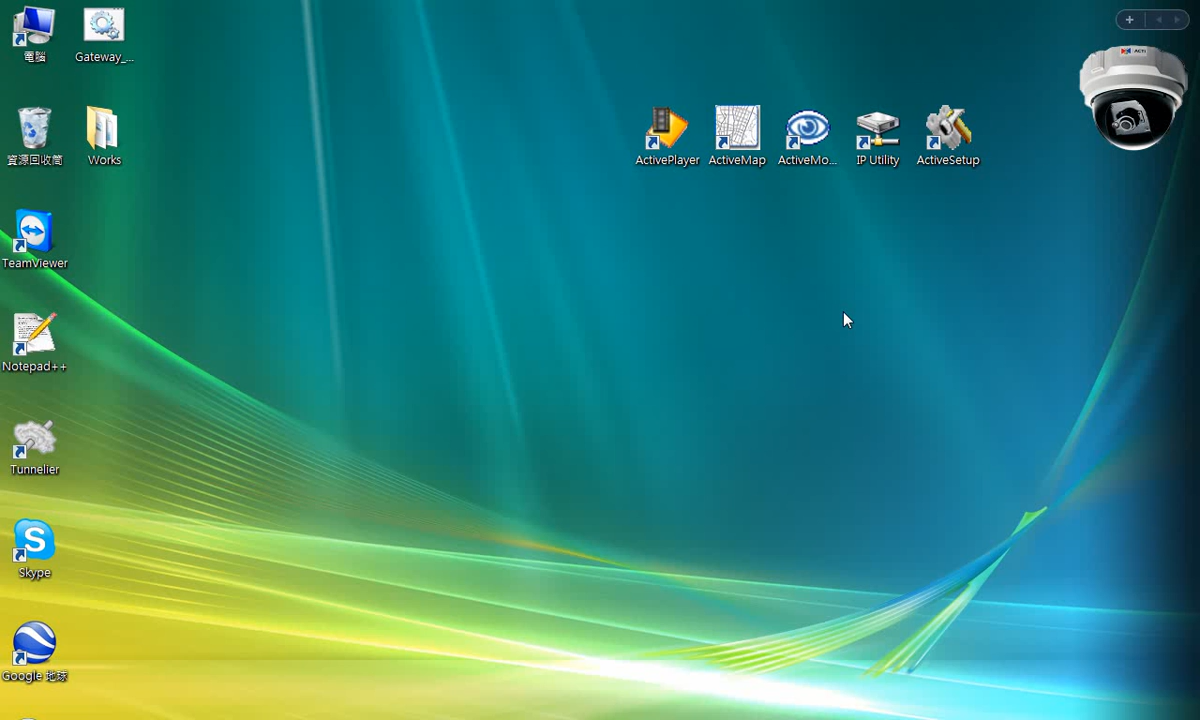 電腦
Gateway_...
ACTi
資源回收筒
Works
ActivePlayer
ActiveMap
ActiveMo...
IP Utility
ActiveSetup
TeamViewer
Notepad++
Tunnelier
Skype
Google 地球